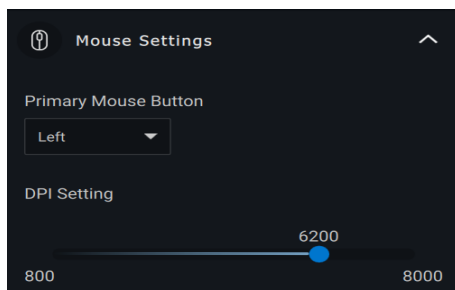 Mouse Settings
Primary Mouse Button
Left
DPI Setting
6200
800 8000